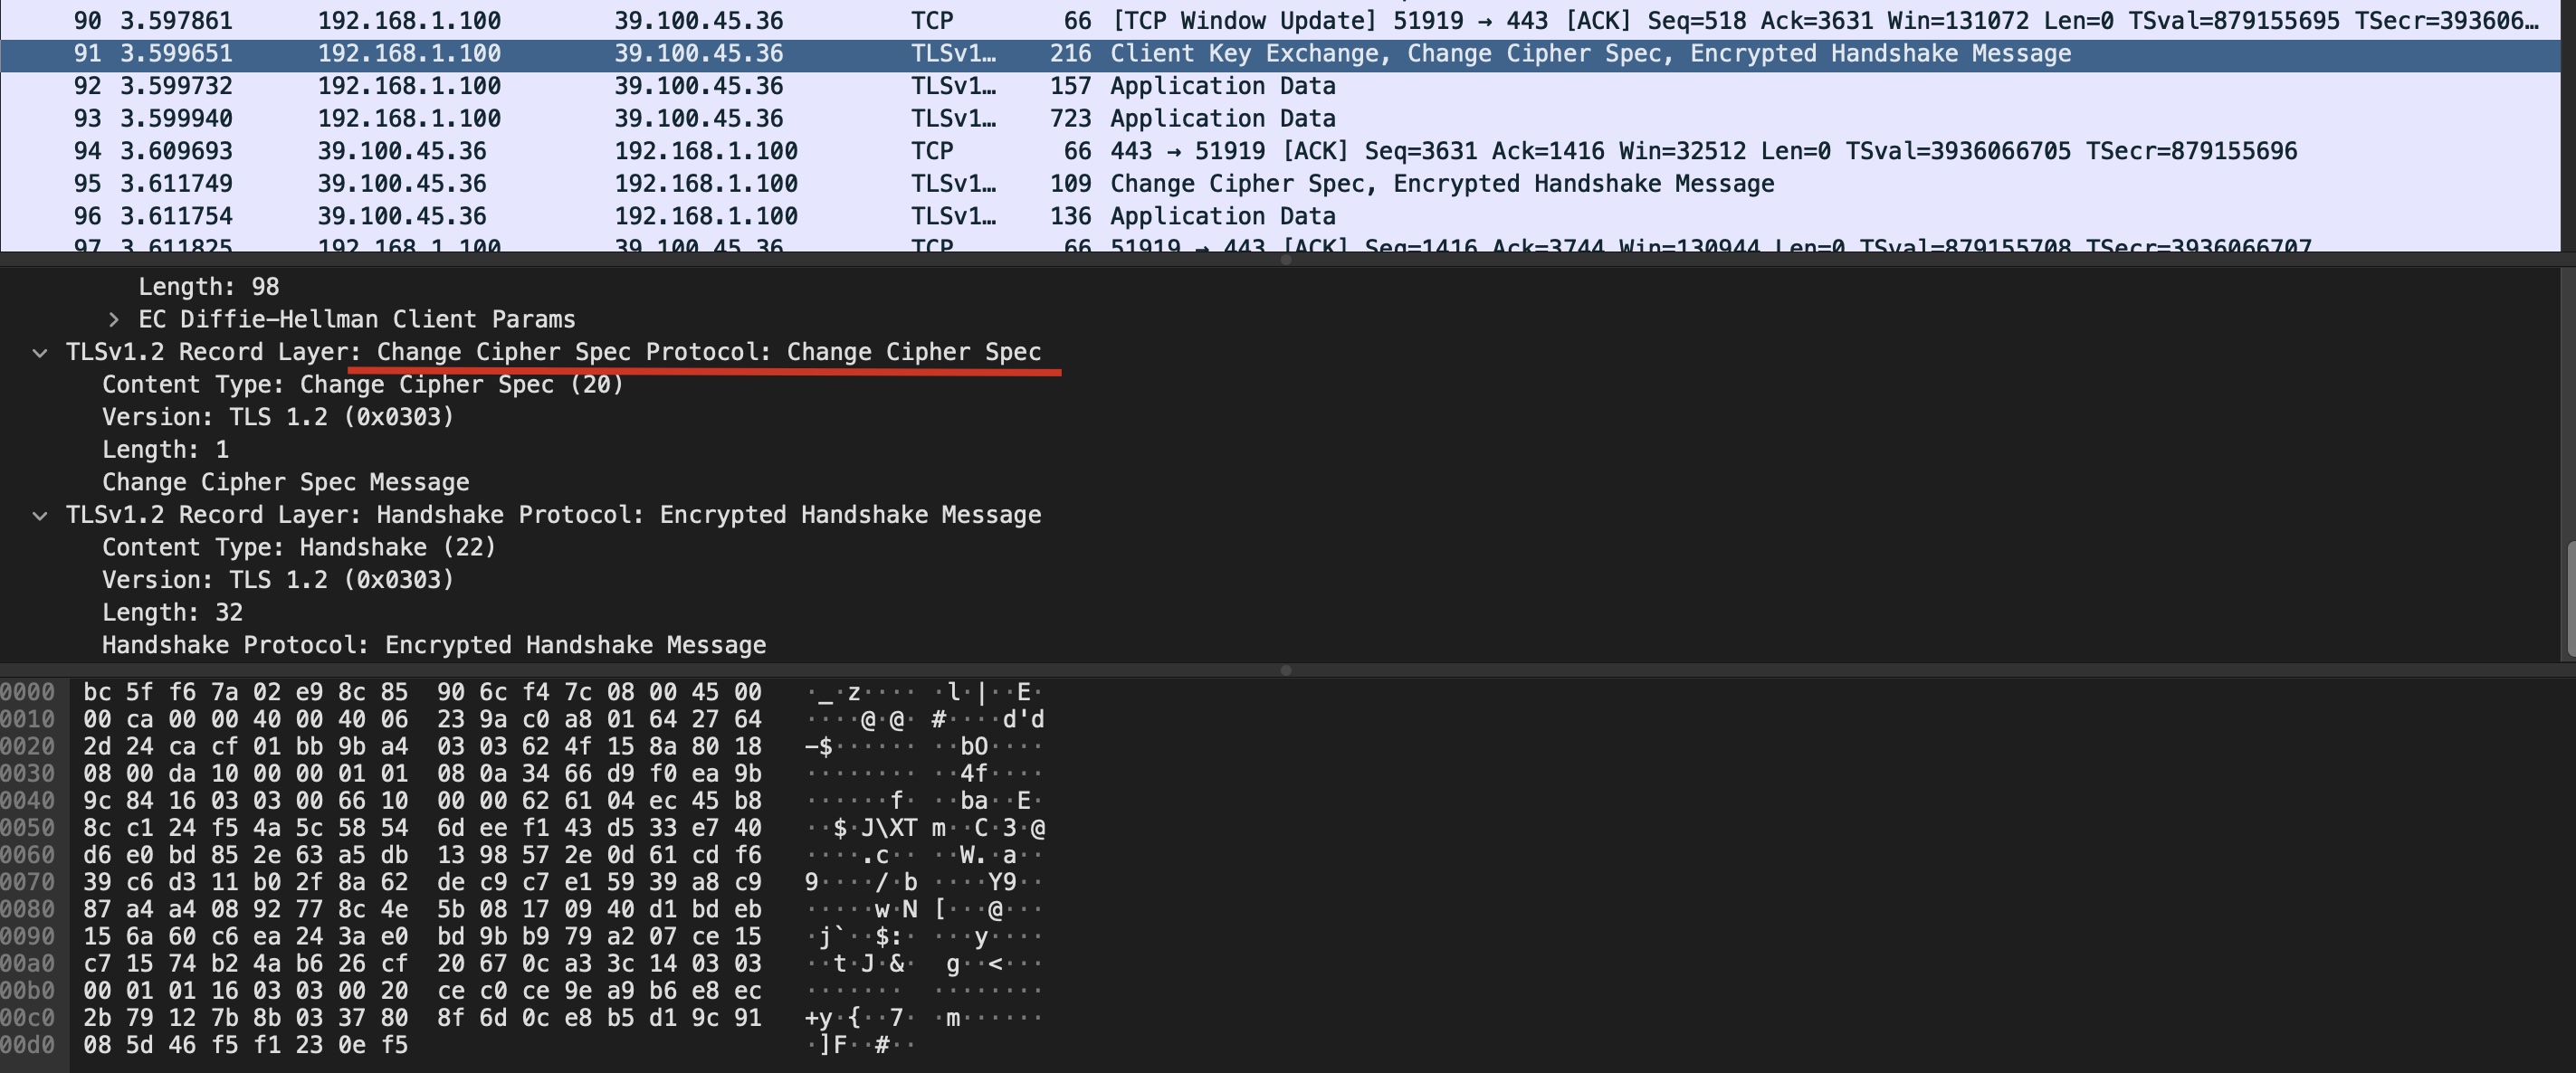 90 3.597861 192.168.1.100 39.100.45.36 TCP 66 [TCP Window Update] 51919 → 443 [ACK] Seq=518 Ack=3631 Win=131072 Len=0 TSval=879155695 TSecr=393606…
91 3.599651 192.168.1.100 39.100.45.36 TLSv1… 216 Client Key Exchange, Change Cipher Spec, Encrypted Handshake Message
92 3.599732 192.168.1.100 39.100.45.36 TLSv1… 157 Application Data
93 3.599940 192.168.1.100 39.100.45.36 TLSv1… 723 Application Data
94 3.609693 39.100.45.36 192.168.1.100 TCP 66 443 → 51919 [ACK] Seq=3631 Ack=1416 Win=32512 Len=0 TSval=3936066705 TSecr=879155696
95 3.611749 39.100.45.36 192.168.1.100 TLSv1… 109 Change Cipher Spec, Encrypted Handshake Message
96 3.611754 39.100.45.36 192.168.1.100 TLSv1… 136 Application Data
97 3.611825 192.168.1.100 39.100.45.36 TCP 66 51919 → 443 [ACK] Seq=1416 Ack=3744 Win=130944 Len=0 TSval=879155708 TSecr=3936066707
Length: 98
> EC Diffie-Hellman Client Params
TLSv1.2 Record Layer: Change Cipher Spec Protocol: Change Cipher Spec
Content Type: Change Cipher Spec (20)
Version: TLS 1.2 (0x0303)
Length: 1
Change Cipher Spec Message
TLSv1.2 Record Layer: Handshake Protocol: Encrypted Handshake Message
Content Type: Handshake (22)
Version: TLS 1.2 (0x0303)
Length: 32
Handshake Protocol: Encrypted Handshake Message
0000 bc 5f f6 7a 02 e9 8c 85 90 6c f4 7c 08 00 45 00 ·_·z···· ·l·|··E·
0010 00 ca 00 00 40 00 40 06 23 9a c0 a8 01 64 27 64 ····@·@· #····d'd
0020 2d 24 ca cf 01 bb 9b a4 03 03 62 4f 15 8a 80 18 -$······ ··bO····
0030 08 00 da 10 00 00 01 01 08 0a 34 66 d9 f0 ea 9b ········ ··4f····
0040 9c 84 16 03 03 00 66 10 00 00 62 61 04 ec 45 b8 ······f· ··ba··E·
0050 8c c1 24 f5 4a 5c 58 54 6d ee f1 43 d5 33 e7 40 ··$·J\XT m··C·3·@
0060 d6 e0 bd 85 2e 63 a5 db 13 98 57 2e 0d 61 cd f6 ····.c·· ··W.·a··
0070 39 c6 d3 11 b0 2f 8a 62 de c9 c7 e1 59 39 a8 c9 9····/·b ····Y9··
0080 87 a4 a4 08 92 77 8c 4e 5b 08 17 09 40 d1 bd eb ·····w·N [···@···
0090 15 6a 60 c6 ea 24 3a e0 bd 9b b9 79 a2 07 ce 15 ·j`··$:· ···y····
00a0 c7 15 74 b2 4a b6 26 cf 20 67 0c a3 3c 14 03 03 ··t·J·&·  g··<···
00b0 00 01 01 16 03 03 00 20 ce c0 ce 9e a9 b6 e8 ec ·······  ········
00c0 2b 79 12 7b 8b 03 37 80 8f 6d 0c e8 b5 d1 9c 91 +y·{··7· ·m······
00d0 08 5d 46 f5 f1 23 0e f5 ·]F··#··